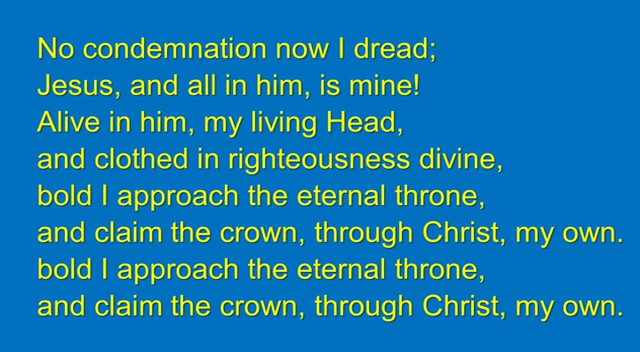 No condemnation now I dread;
Jesus, and all in him, is mine!
Alive in him, my living Head,
and clothed in righteousness divine,
bold I approach the eternal throne,
and claim the crown, through Christ, my own.
bold I approach the eternal throne,
and claim the crown, through Christ, my own.